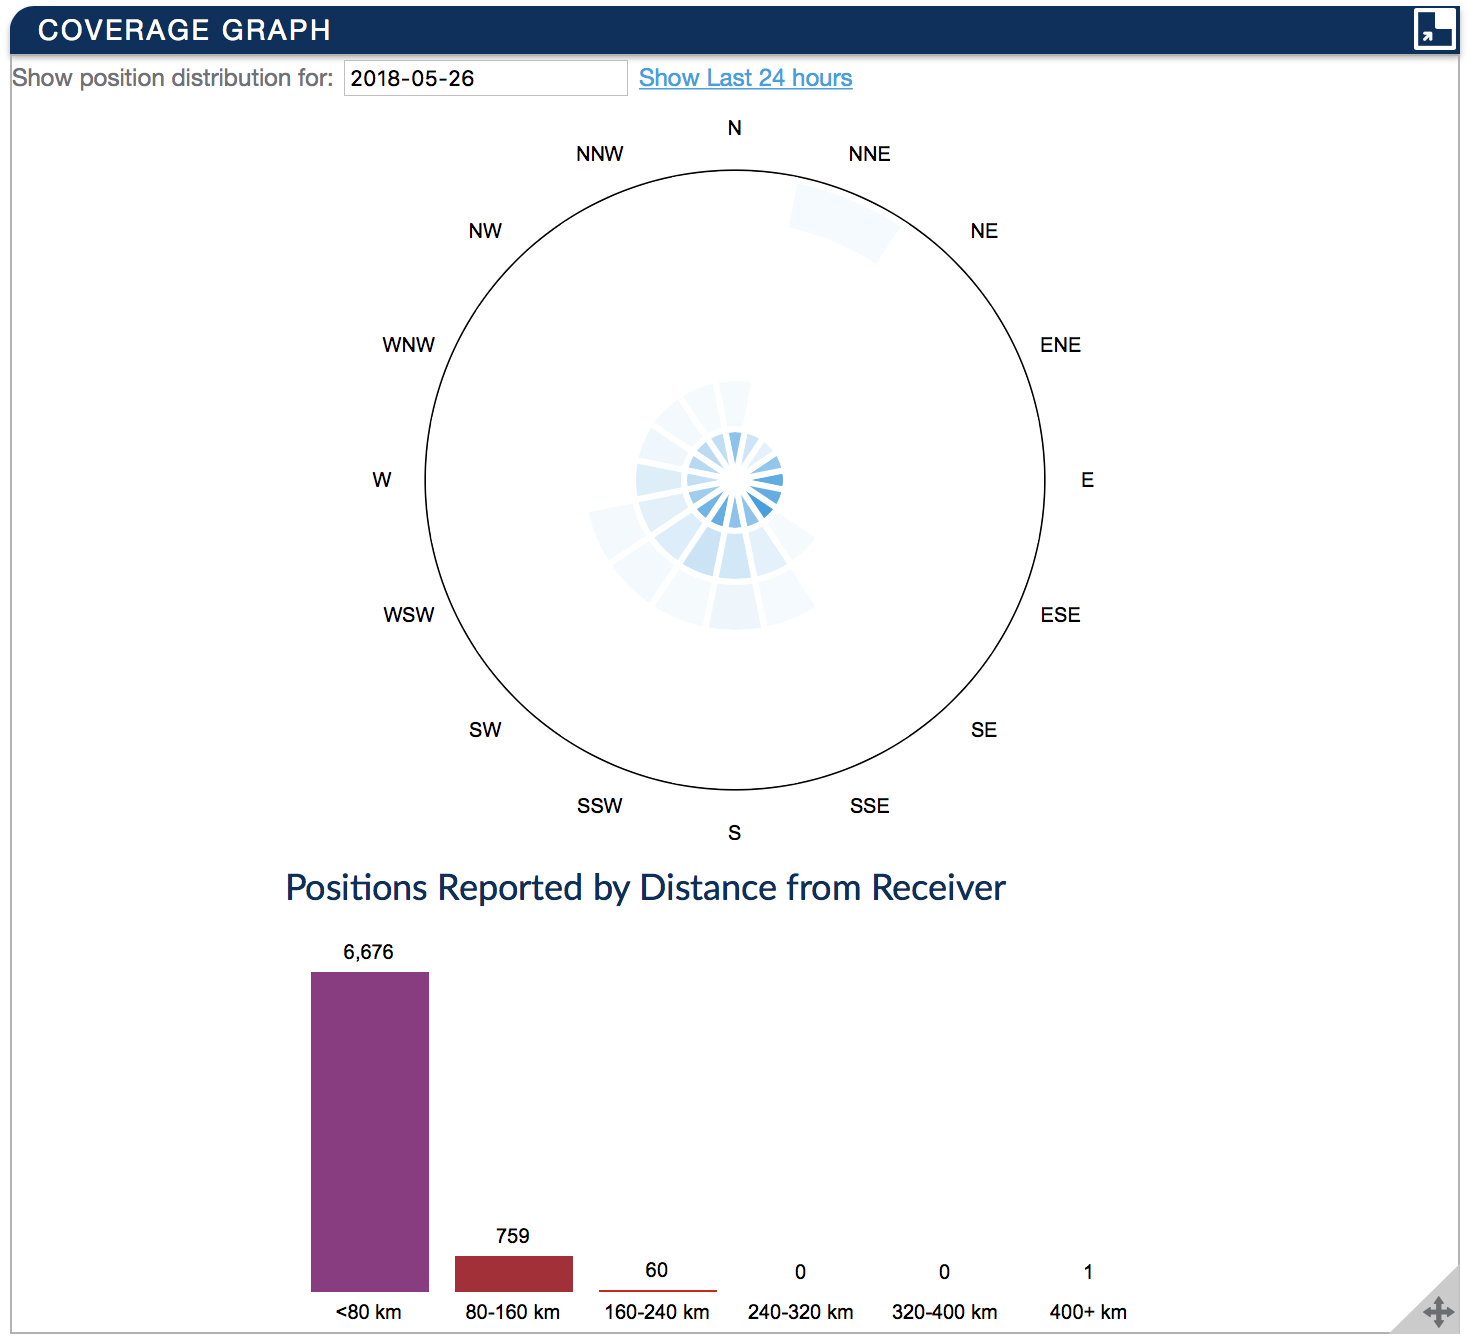 COVERAGE GRAPH
Show position distribution for: 2018-05-26 Show Last 24 hours
N
NNW NNE
NW NE
WNW ENE
W E
WSW ESE
SW SE
SSW SSE
S
Positions Reported by Distance from Receiver
6,676
759
60 0 0 1
<80 km 80-160 km 160-240 km 240-320 km 320-400 km 400+ km